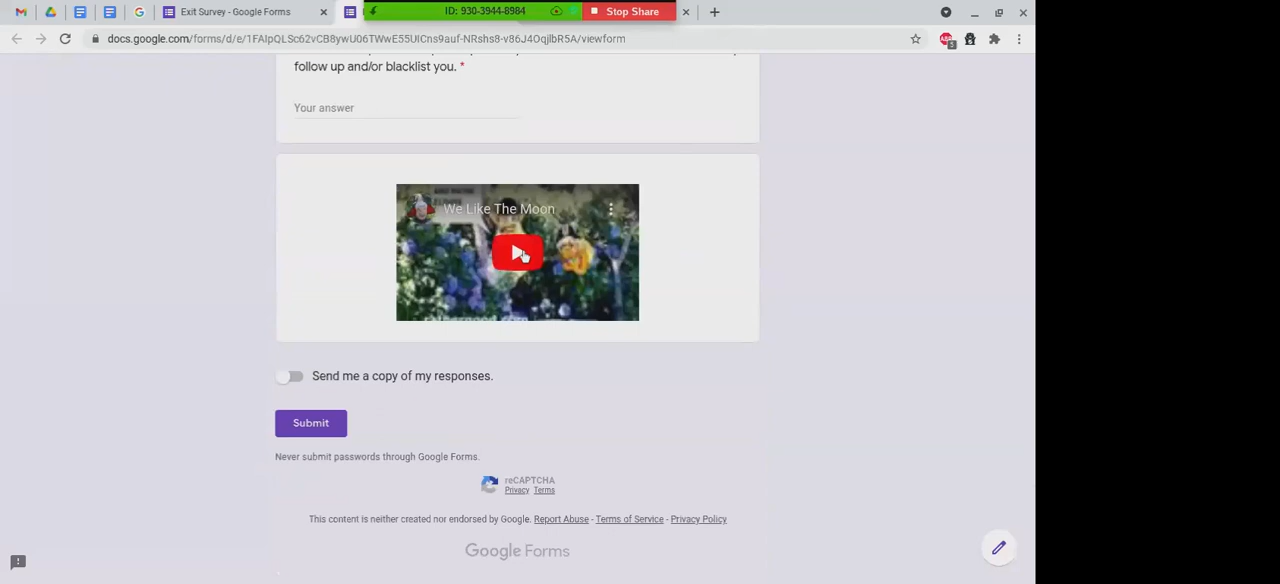 Exit Survey - Google Forms
ID: 930-3944-8984
Stop Share
docs.google.com/forms/d/e/1FAIpQLSc62vCB8ywU06TWwE55UICns9auf-NRshs8-v86J4OqjlbR5A/viewform
follow up and/or blacklist you. *
Your answer
We Like The Moon
Send me a copy of my responses.
Submit
Never submit passwords through Google Forms.
reCAPTCHA
Privacy Terms
This content is neither created nor endorsed by Google. Report Abuse - Terms of Service - Privacy Policy
Google Forms